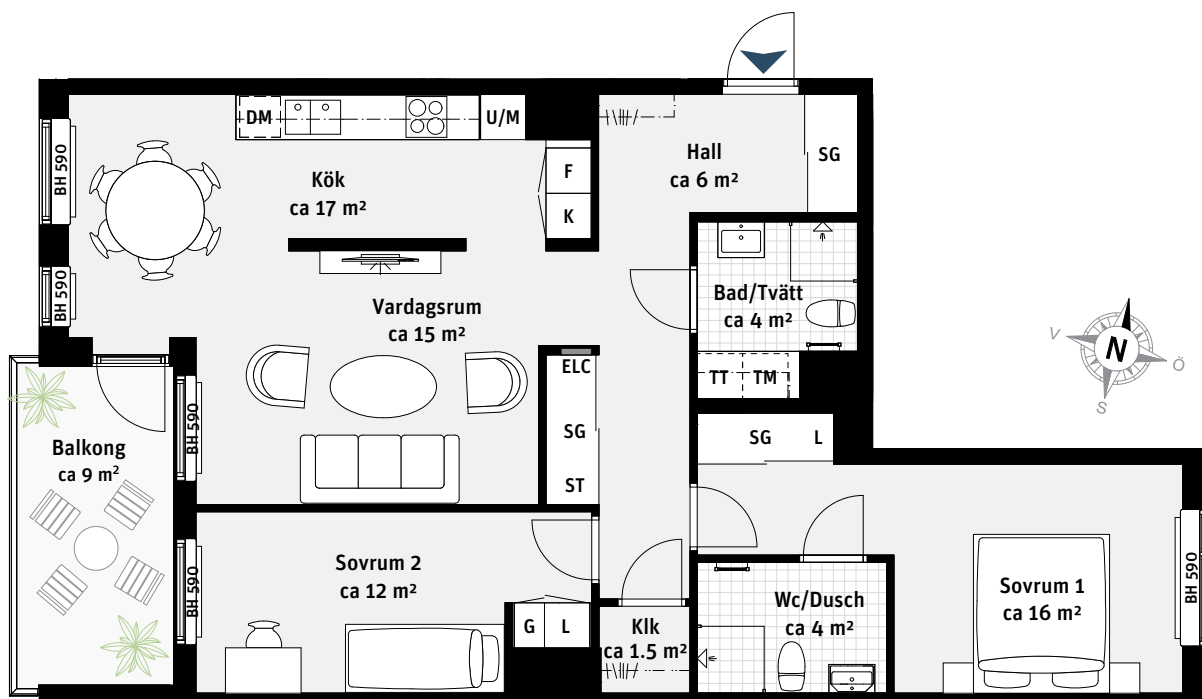 DM
U/M
BH 590
Kök
ca 17 m²
F
K
Hall
ca 6 m²
SG
BH 590
Vardagsrum
ca 15 m²
Bad/Tvätt
ca 4 m²
TT
TM
N
V
Ö
S
ELC
SG
ST
BH 590
Balkong
ca 9 m²
SG
L
Sovrum 2
ca 12 m²
BH 590
G
L
Klk
ca 1.5 m²
Wc/Dusch
ca 4 m²
Sovrum 1
ca 16 m²
BH 590